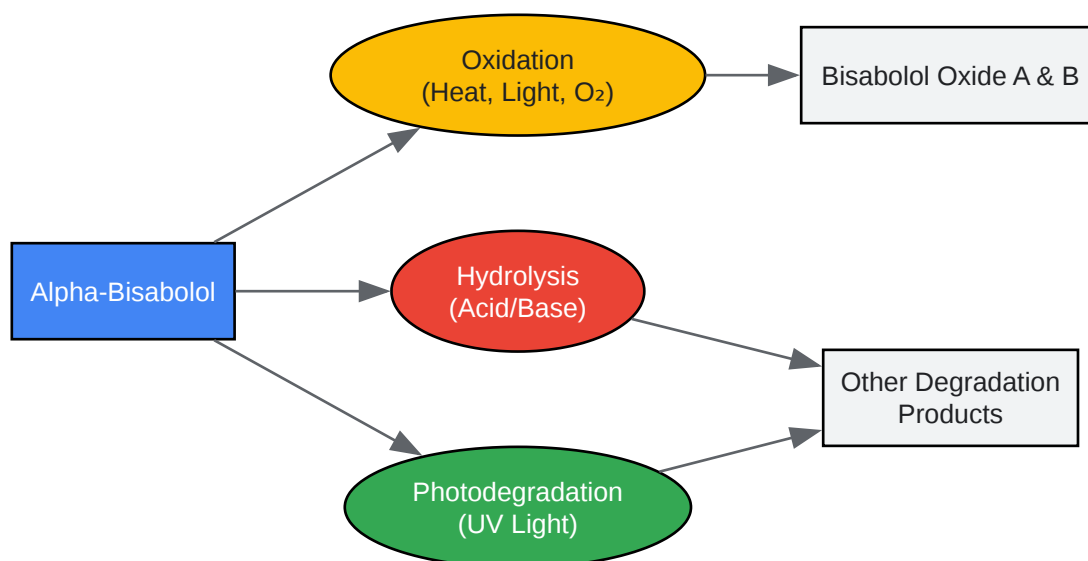 Oxidation
(Heat, Light, O₂)
Bisabolol Oxide A & B
Alpha-Bisabolol
Hydrolysis
(Acid/Base)
Other Degradation
Products
Photodegradation
(UV Light)